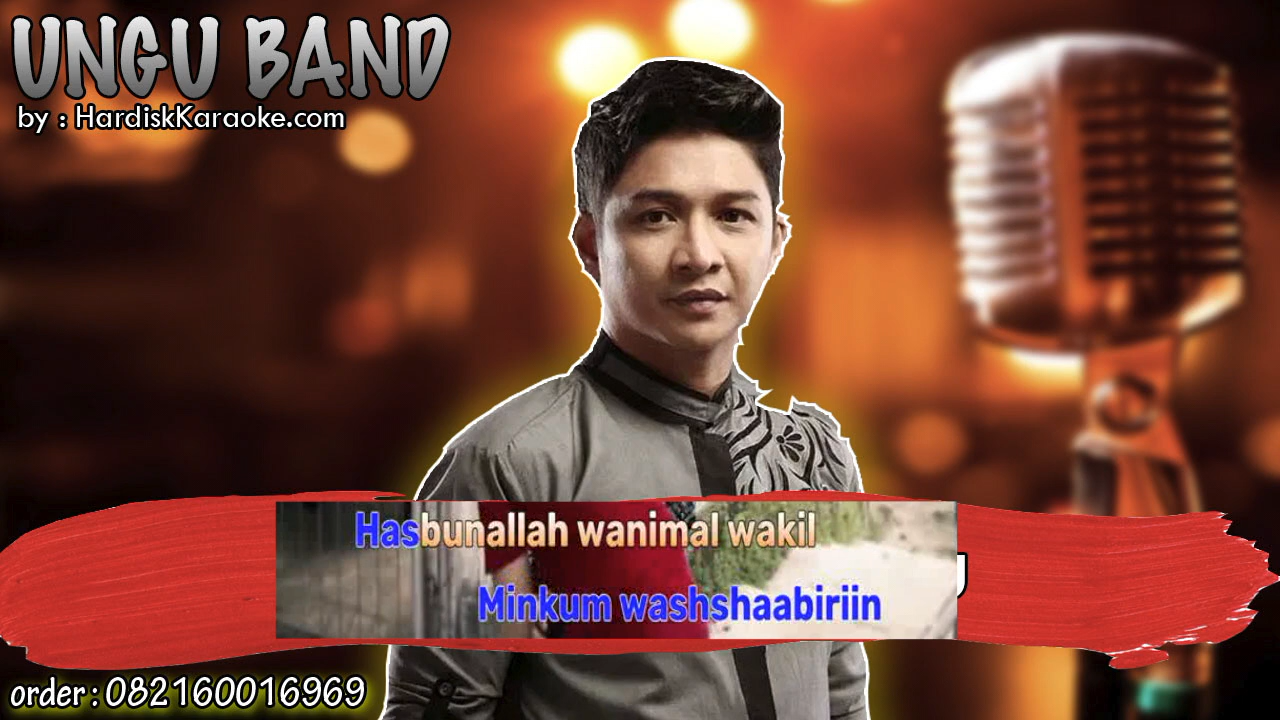 UNGU BAND
by : HardiskKaraoke.com
Hasbunallah wanimal wakil
Minkum washshaabiriin
order : 082160016969